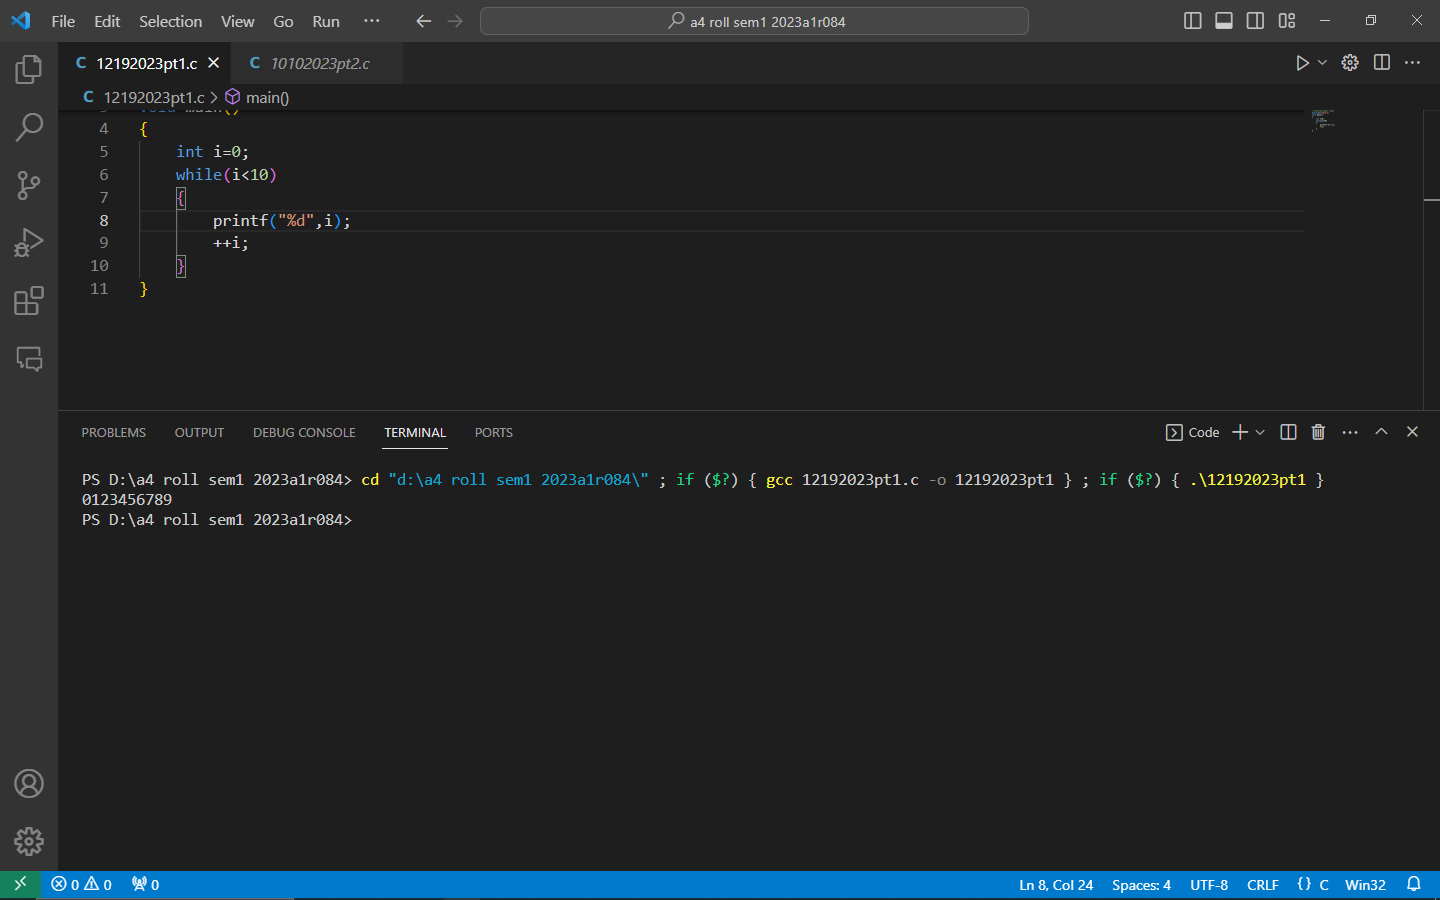 File Edit Selection View Go Run ··· a4 roll sem1 2023a1r084
12192023pt1.c 10102023pt2.c
12192023pt1.c > main()
3 void main()
4 {
5 int i=0;
6 while(i<10)
7 {
8 printf("%d",i);
9 ++i;
10 }
11 }
PROBLEMS OUTPUT DEBUG CONSOLE TERMINAL PORTS Code
PS D:\a4 roll sem1 2023a1r084> cd "d:\a4 roll sem1 2023a1r084\" ; if ($?) { gcc 12192023pt1.c -o 12192023pt1 } ; if ($?) { .\12192023pt1 }
0123456789
PS D:\a4 roll sem1 2023a1r084>
0 0 0 Ln 8, Col 24 Spaces: 4 UTF-8 CRLF {} C Win32